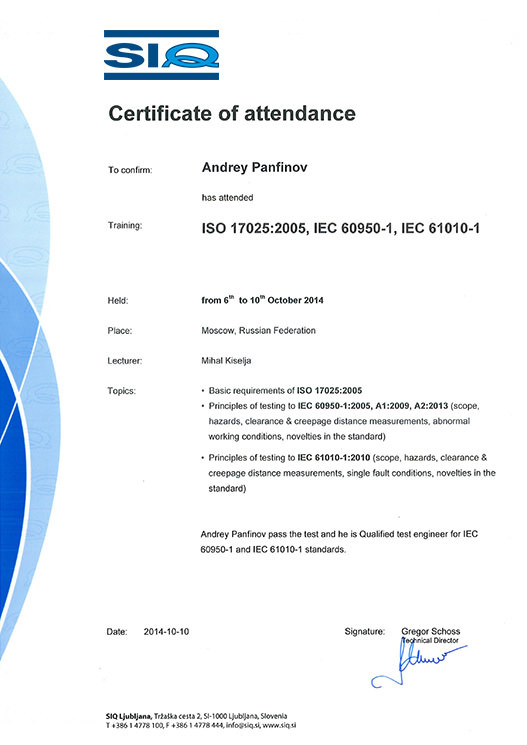 SIQ
Certificate of attendance
To confirm: Andrey Panfinov
has attended
Training: ISO 17025:2005, IEC 60950-1, IEC 61010-1
Held: from 6th to 10th October 2014
Place: Moscow, Russian Federation
Lecturer: Mihal Kiselja
Topics: • Basic requirements of ISO 17025:2005
• Principles of testing to IEC 60950-1:2005, A1:2009, A2:2013 (scope,
hazards, clearance & creepage distance measurements, abnormal
working conditions, novelties in the standard)
• Principles of testing to IEC 61010-1:2010 (scope, hazards, clearance &
creepage distance measurements, single fault conditions, novelties in the
standard)
Andrey Panfinov pass the test and he is Qualified test engineer for IEC
60950-1 and IEC 61010-1 standards.
Date: 2014-10-10 Signature: Gregor Schoss
Technical Director
SIQ Ljubljana, Tržaška cesta 2, SI-1000 Ljubljana, Slovenia
T +386 1 4778 100, F +386 1 4778 444, info@siq.si, www.siq.si